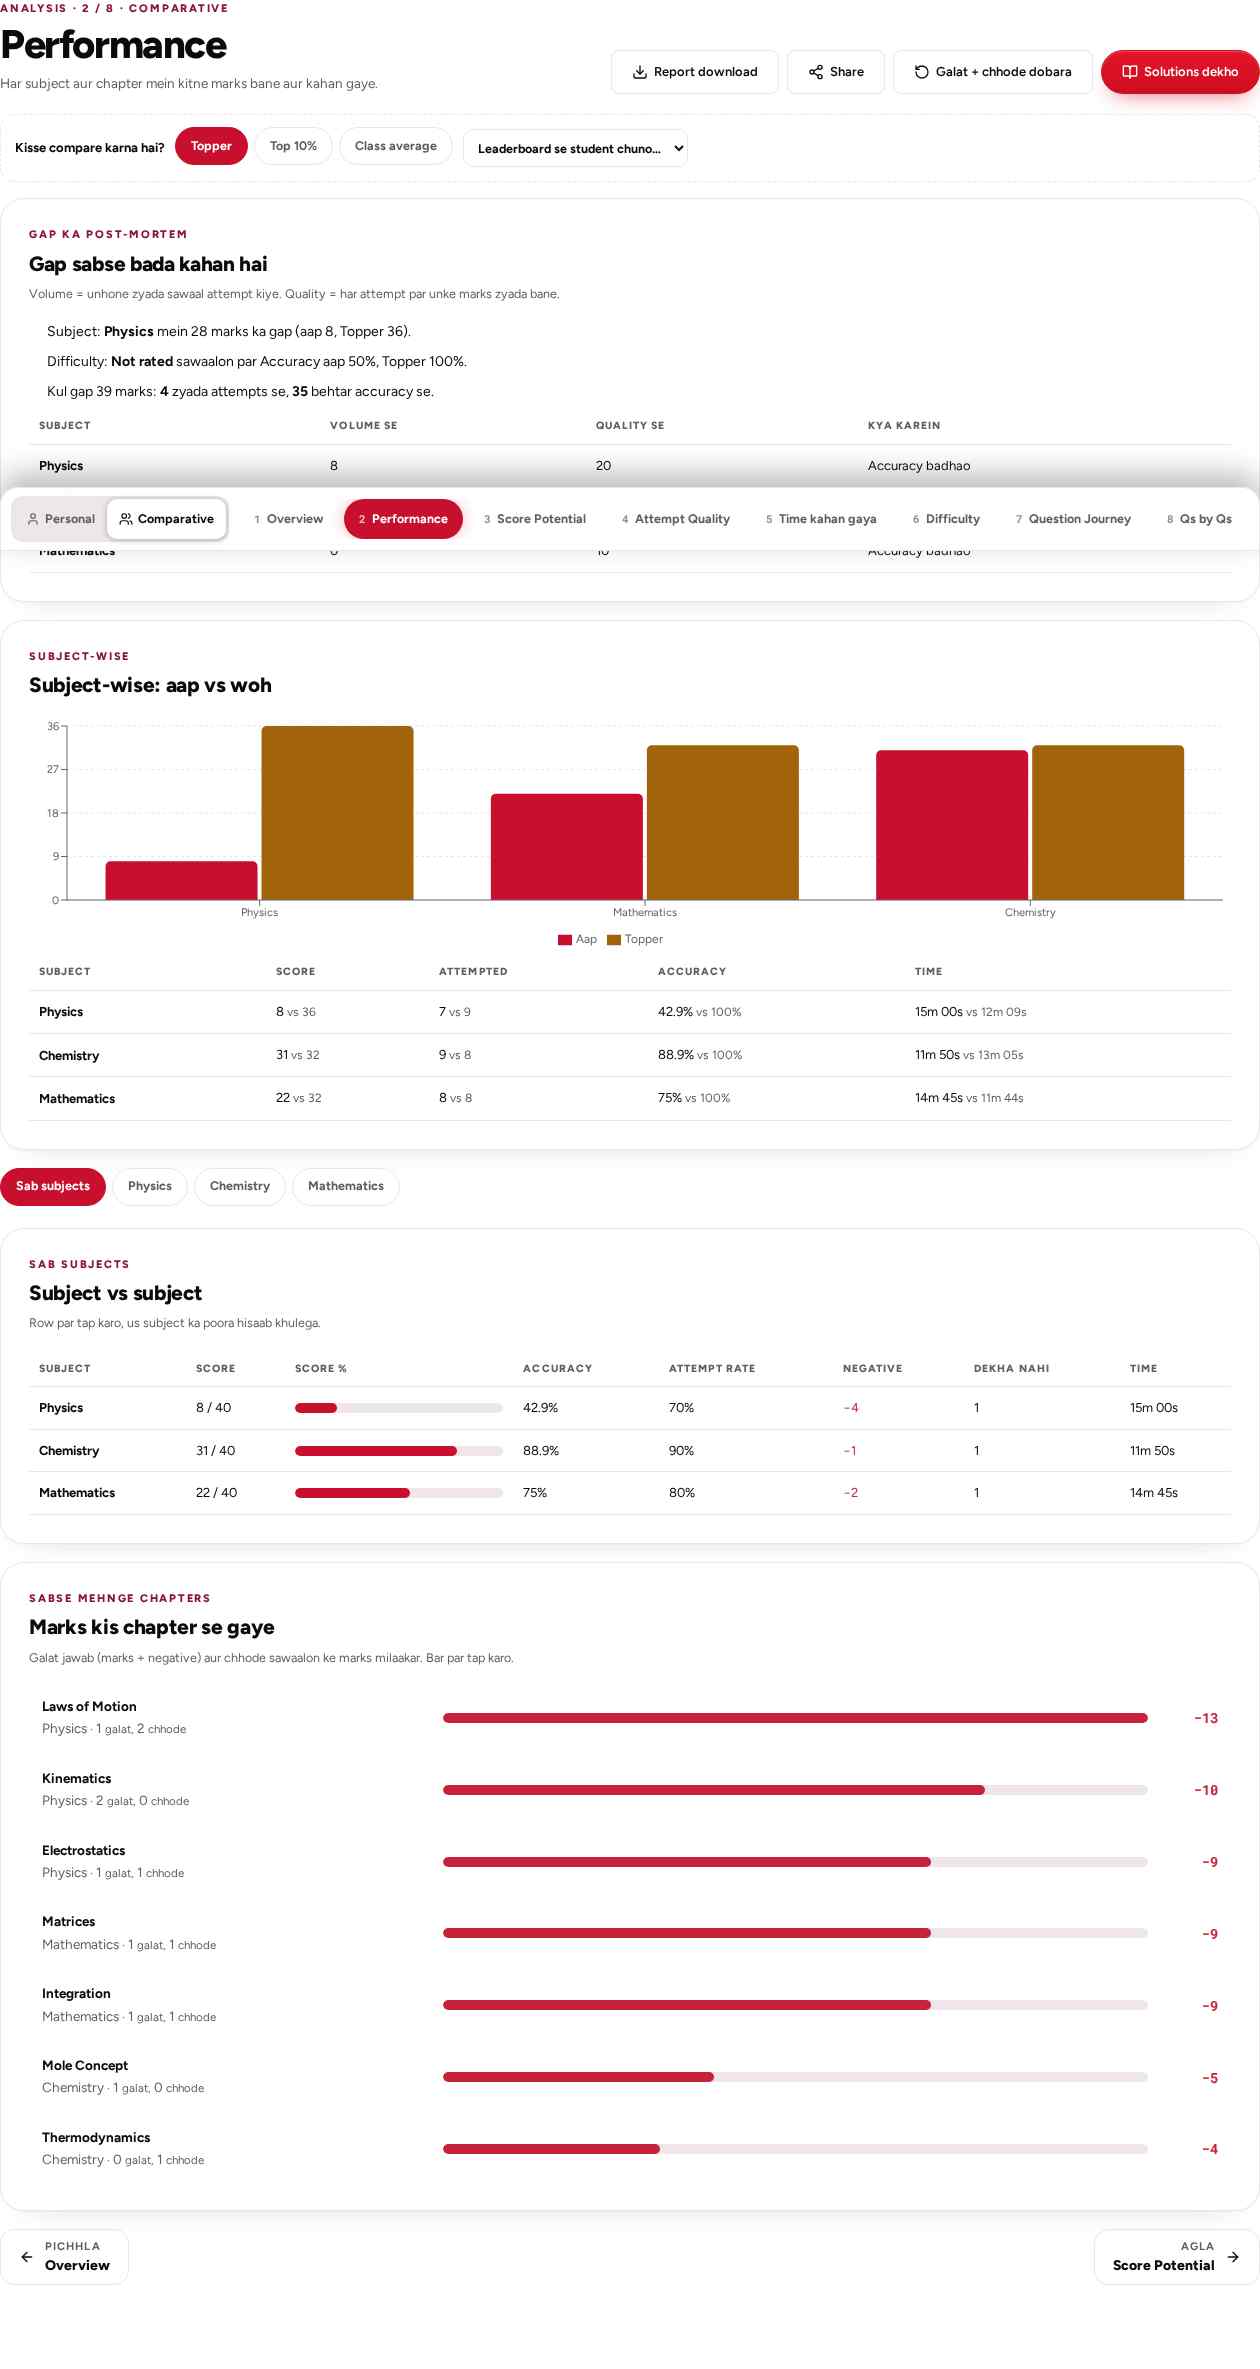 ANALYSIS · 2 / 8 · COMPARATIVE
Performance
Har subject aur chapter mein kitne marks bane aur kahan gaye.
Report download
Share
Galat + chhode dobara
Solutions dekho
Kisse compare karna hai?
Topper
Top 10%
Class average
Leaderboard se student chuno...
GAP KA POST-MORTEM
Gap sabse bada kahan hai
Volume = unhone zyada sawaal attempt kiye. Quality = har attempt par unke marks zyada bane.
Subject: Physics mein 28 marks ka gap (aap 8, Topper 36).
Difficulty: Not rated sawaalon par Accuracy aap 50%, Topper 100%.
Kul gap 39 marks: 4 zyada attempts se, 35 behtar accuracy se.
SUBJECT VOLUME SE QUALITY SE KYA KAREIN
Physics 8 20 Accuracy badhao
Personal Comparative 1 Overview 2 Performance 3 Score Potential 4 Attempt Quality 5 Time kahan gaya 6 Difficulty 7 Question Journey 8 Qs by Qs
Mathematics 0 10 Accuracy badhao
SUBJECT-WISE
Subject-wise: aap vs woh
36
27
18
9
0
Physics Mathematics Chemistry
Aap Topper
SUBJECT SCORE ATTEMPTED ACCURACY TIME
Physics 8 vs 36 7 vs 9 42.9% vs 100% 15m 00s vs 12m 09s
Chemistry 31 vs 32 9 vs 8 88.9% vs 100% 11m 50s vs 13m 05s
Mathematics 22 vs 32 8 vs 8 75% vs 100% 14m 45s vs 11m 44s
Sab subjects Physics Chemistry Mathematics
SAB SUBJECTS
Subject vs subject
Row par tap karo, us subject ka poora hisaab khulega.
SUBJECT SCORE SCORE % ACCURACY ATTEMPT RATE NEGATIVE DEKHA NAHI TIME
Physics 8 / 40 42.9% 70% −4 1 15m 00s
Chemistry 31 / 40 88.9% 90% −1 1 11m 50s
Mathematics 22 / 40 75% 80% −2 1 14m 45s
SABSE MEHNGE CHAPTERS
Marks kis chapter se gaye
Galat jawab (marks + negative) aur chhode sawaalon ke marks milaakar. Bar par tap karo.
Laws of Motion
Physics · 1 galat, 2 chhode
−13
Kinematics
Physics · 2 galat, 0 chhode
−10
Electrostatics
Physics · 1 galat, 1 chhode
−9
Matrices
Mathematics · 1 galat, 1 chhode
−9
Integration
Mathematics · 1 galat, 1 chhode
−9
Mole Concept
Chemistry · 1 galat, 0 chhode
−5
Thermodynamics
Chemistry · 0 galat, 1 chhode
−4
PICHHLA
Overview
AGLA
Score Potential